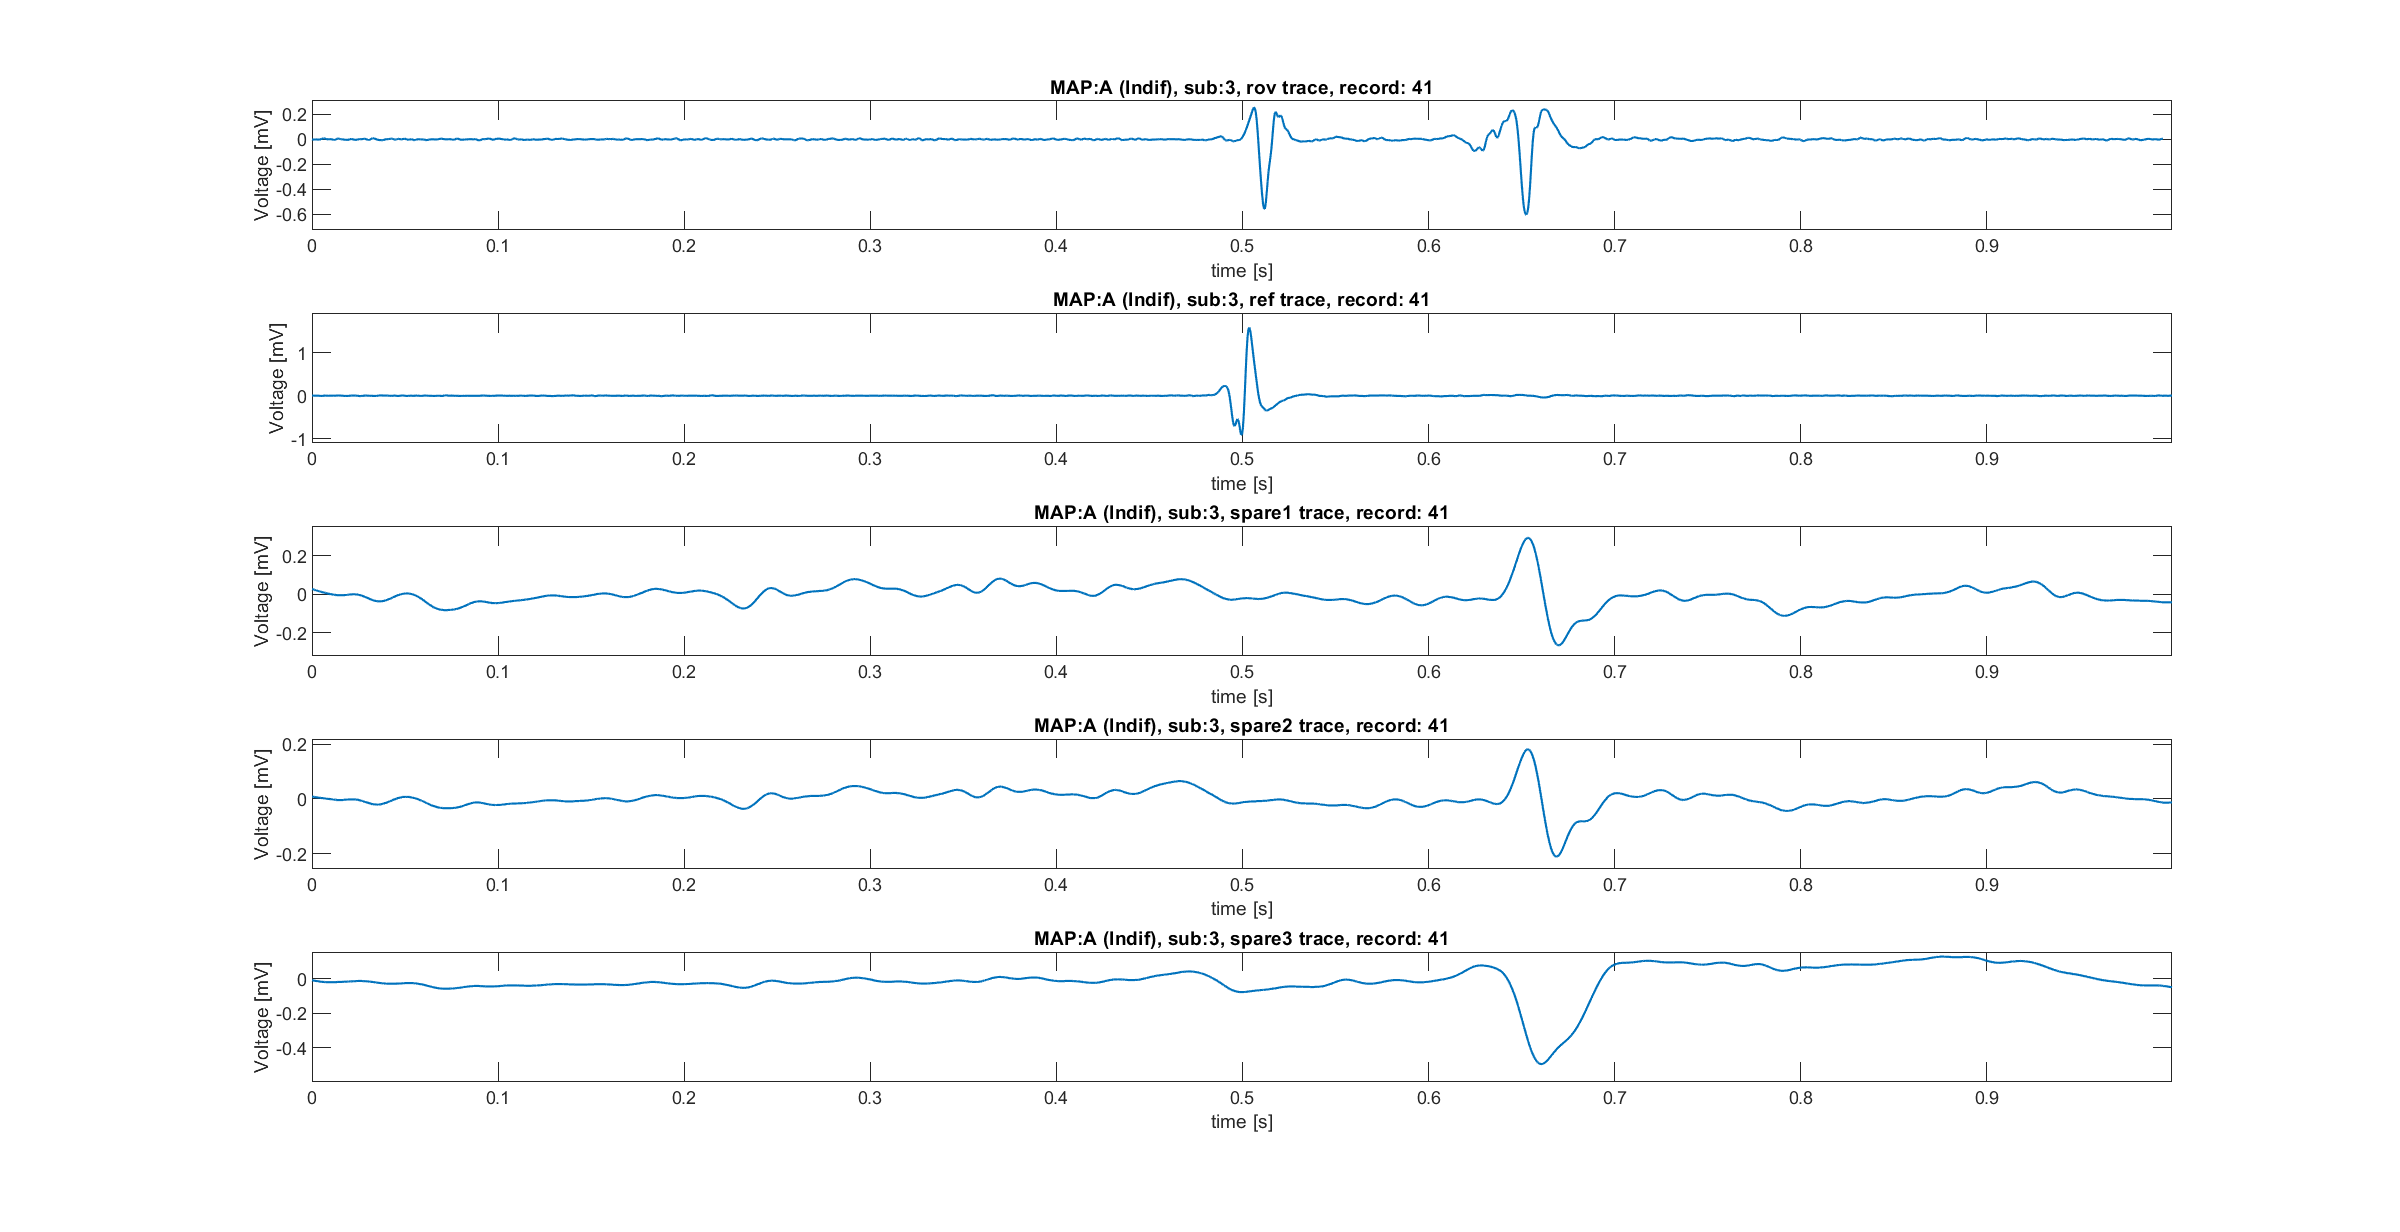 MAP:A (Indif), sub:3, rov trace, record: 41
Voltage [mV]
0.2
0
-0.2
-0.4
-0.6
0 0.1 0.2 0.3 0.4 0.5 0.6 0.7 0.8 0.9
time [s]
MAP:A (Indif), sub:3, ref trace, record: 41
Voltage [mV]
1
0
-1
0 0.1 0.2 0.3 0.4 0.5 0.6 0.7 0.8 0.9
time [s]
MAP:A (Indif), sub:3, spare1 trace, record: 41
Voltage [mV]
0.2
0
-0.2
0 0.1 0.2 0.3 0.4 0.5 0.6 0.7 0.8 0.9
time [s]
MAP:A (Indif), sub:3, spare2 trace, record: 41
Voltage [mV]
0.2
0
-0.2
0 0.1 0.2 0.3 0.4 0.5 0.6 0.7 0.8 0.9
time [s]
MAP:A (Indif), sub:3, spare3 trace, record: 41
Voltage [mV]
0
-0.2
-0.4
0 0.1 0.2 0.3 0.4 0.5 0.6 0.7 0.8 0.9
time [s]